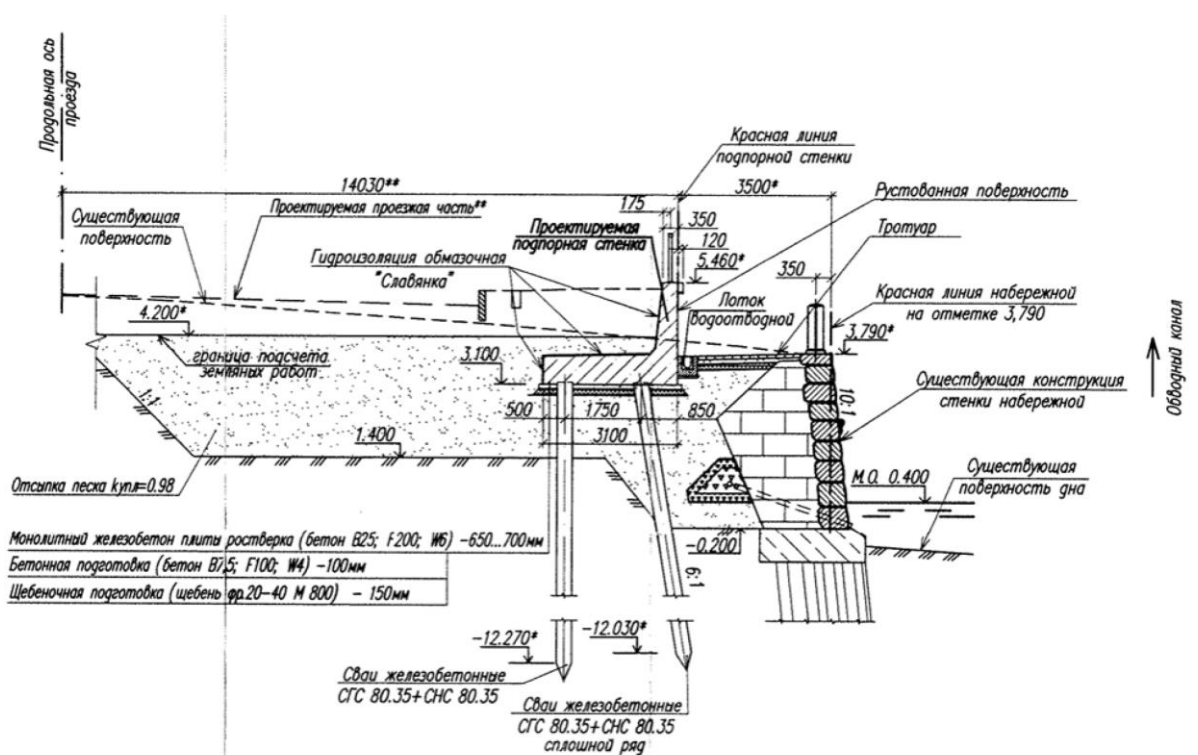 Продольная ось
проезда
Красная линия
подпорной стенки
14030**
3500*
Существующая
поверхность
Проектируемая проезжая часть**
175
Рустованная поверхность
Проектируемая
подпорная стенка
350
Тротуар
120
Гидроизоляция обмазочная
"Славянка"
5,460*
350
Лоток
водоотводной
Красная линия набережной
на отметке 3,790
4.200*
3,790*
граница подсчета
земляных работ
3,100
Обводный канал
1:1
500
1750
850
10:1
Существующая конструкция
стенки набережной
3100
1.400
Отсыпка песка kупл=0.98
М.О. 0.400
Существующая
поверхность дна
Монолитный железобетон плиты ростверка (бетон В25; F200; W6) -650...700мм
-0.200
Бетонная подготовка (бетон В7,5; F100; W4) -100мм
6:1
Щебеночная подготовка (щебень фр.20-40 М 800) - 150мм
-12.270*
-12.030*
Сваи железобетонные
СГС 80.35+СНС 80.35
Сваи железобетонные
СГС 80.35+СНС 80.35
сплошной ряд